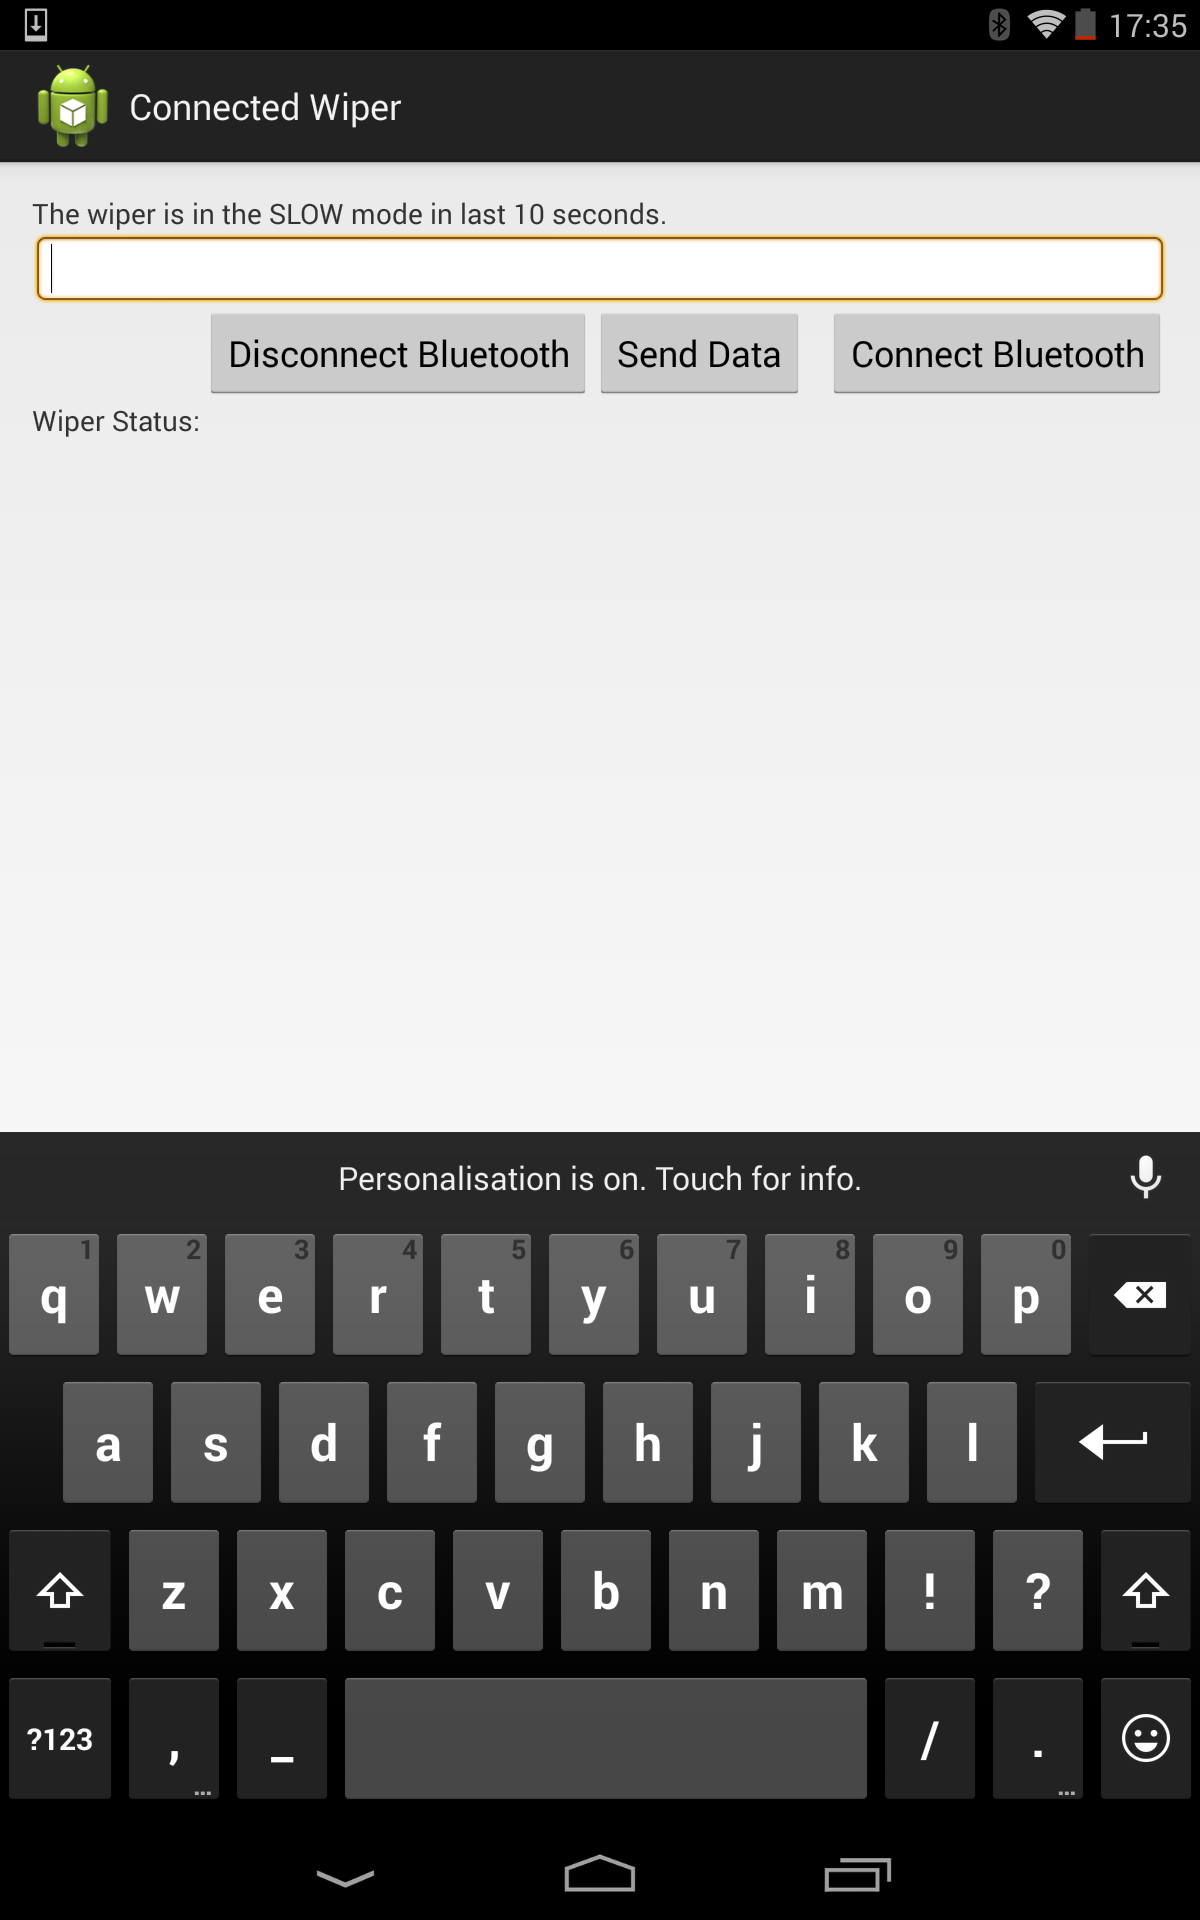 17:35
Connected Wiper
The wiper is in the SLOW mode in last 10 seconds.
Disconnect Bluetooth Send Data Connect Bluetooth
Wiper Status:
Personalisation is on. Touch for info.
1 2 3 4 5 6 7 8 9 0
q w e r t y u i o p
a s d f g h j k l
z x c v b n m ! ?
?123 , _ / .